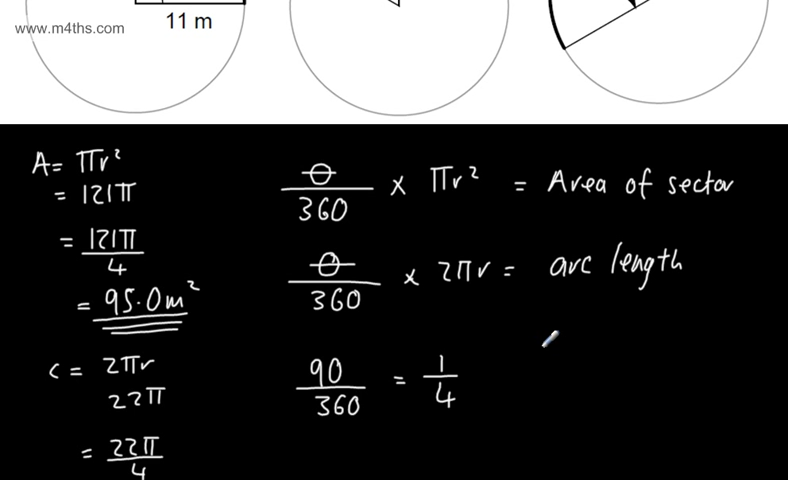 www.m4ths.com
11 m
A = πr²
= 121π
= 121π/4
= 95.0m²
C = 2πr
22π
= 22π/4
θ/360 × πr² = Area of sector
θ/360 × 2πr = arc length
90/360 = 1/4